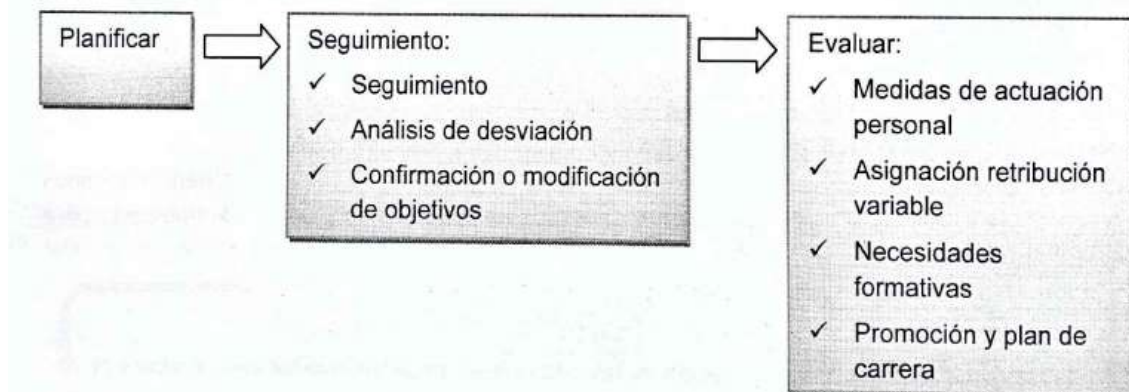 Planificar
Seguimiento:
✓ Seguimiento
✓ Análisis de desviación
✓ Confirmación o modificación
de objetivos
Evaluar:
✓ Medidas de actuación
personal
✓ Asignación retribución
variable
✓ Necesidades
formativas
✓ Promoción y plan de
carrera